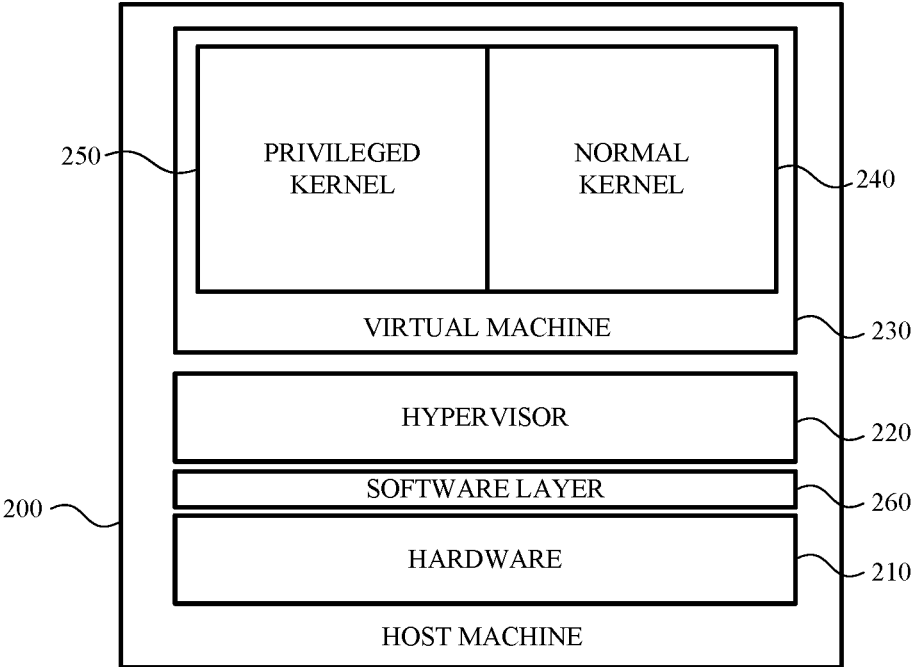 250
PRIVILEGED
KERNEL
NORMAL
KERNEL
240
VIRTUAL MACHINE
230
HYPERVISOR
220
SOFTWARE LAYER
260
200
HARDWARE
210
HOST MACHINE